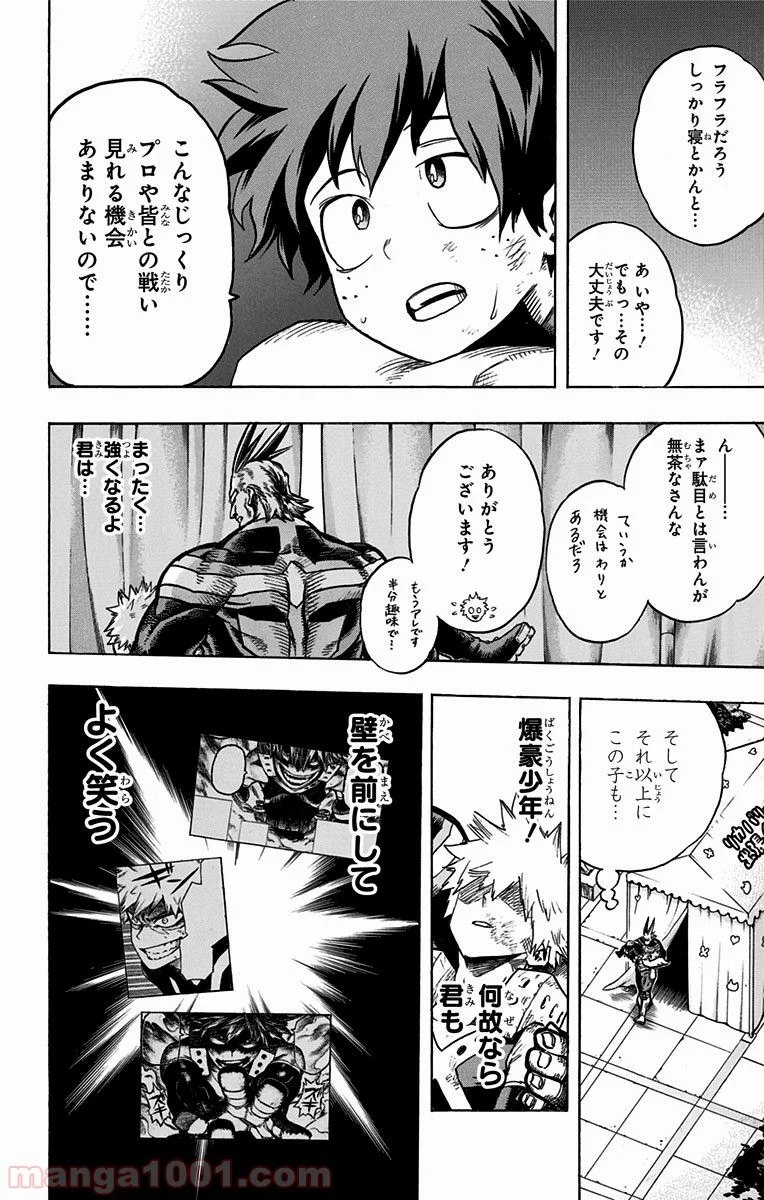 フラフラだろう
しっかり寝とかんと…
あいや…！
でもっ…その
大丈夫です！
こんなじっくり
プロや皆との戦い
見れる機会
あまりないので……
ん――…
まァ駄目とは言わんが
無茶なさんな
ていうか
機会はわりと
あるだろ
ありがとう
ございます！
もうアレです
半分趣味で…
まったく…
強くなるよ
君は…
そして
それ以上に
この子も…
爆豪少年！
何故なら
君も
壁を前にして
よく笑う
manga1001.com